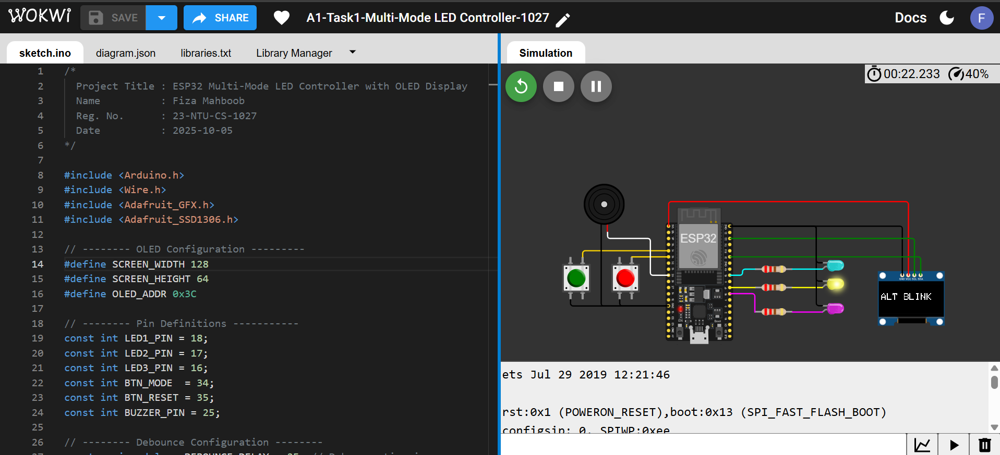 WOKWI SAVE SHARE A1-Task1-Multi-Mode LED Controller-1027 Docs F
sketch.ino diagram.json libraries.txt Library Manager
1 /*
2 Project Title : ESP32 Multi-Mode LED Controller with OLED Display
3 Name : Fiza Mahboob
4 Reg. No. : 23-NTU-CS-1027
5 Date : 2025-10-05
6 */
7
8 #include <Arduino.h>
9 #include <Wire.h>
10 #include <Adafruit_GFX.h>
11 #include <Adafruit_SSD1306.h>
12
13 // -------- OLED Configuration ---------
14 #define SCREEN_WIDTH 128
15 #define SCREEN_HEIGHT 64
16 #define OLED_ADDR 0x3C
17
18 // -------- Pin Definitions -----------
19 const int LED1_PIN = 18;
20 const int LED2_PIN = 17;
21 const int LED3_PIN = 16;
22 const int BTN_MODE  = 34;
23 const int BTN_RESET = 35;
24 const int BUZZER_PIN = 25;
25
26 // -------- Debounce Configuration --------
Simulation
00:22.233 40%
ESP32
GND VCC SCL SDA
ALT BLINK
EN
Boot
ets Jul 29 2019 12:21:46
rst:0x1 (POWERON_RESET),boot:0x13 (SPI_FAST_FLASH_BOOT)
configsip: 0, SPIWP:0xee